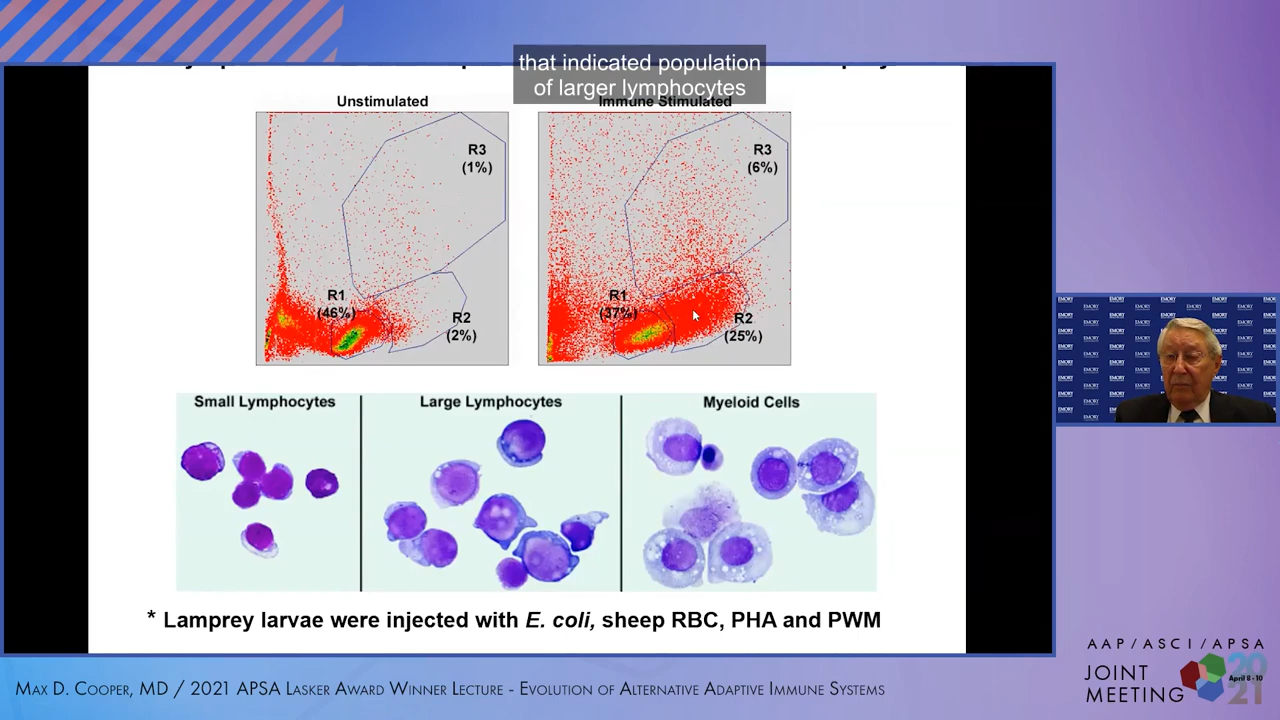 that indicated population
of larger lymphocytes
Unstimulated
Immune Stimulated
R3
(1%)
R1
(46%)
R2
(2%)
R3
(6%)
R1
(37%)
R2
(25%)
Small Lymphocytes
Large Lymphocytes
Myeloid Cells
* Lamprey larvae were injected with E. coli, sheep RBC, PHA and PWM
EMORY
AAP/ASCI/APSA
JOINT
MEETING
2021
April 8 - 10
Max D. Cooper, MD / 2021 APSA Lasker Award Winner Lecture - Evolution of Alternative Adaptive Immune Systems